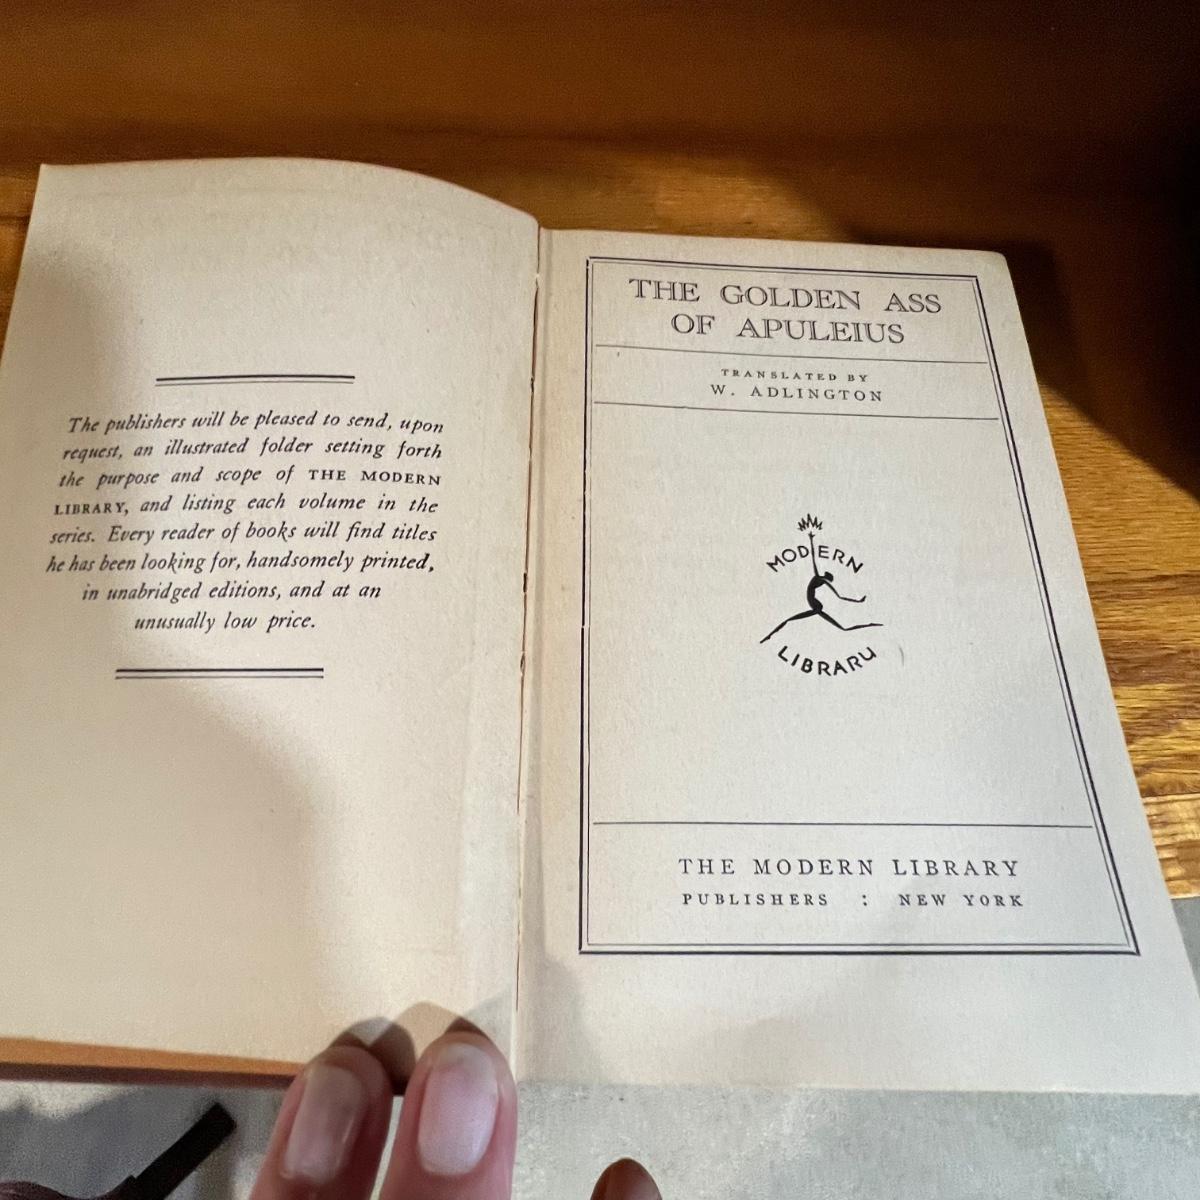 The publishers will be pleased to send, upon
request, an illustrated folder setting forth
the purpose and scope of THE MODERN
LIBRARY, and listing each volume in the
series. Every reader of books will find titles
he has been looking for, handsomely printed,
in unabridged editions, and at an
unusually low price.
THE GOLDEN ASS
OF APULEIUS
TRANSLATED BY
W. ADLINGTON
MODERN
LIBRARY
THE MODERN LIBRARY
PUBLISHERS : NEW YORK